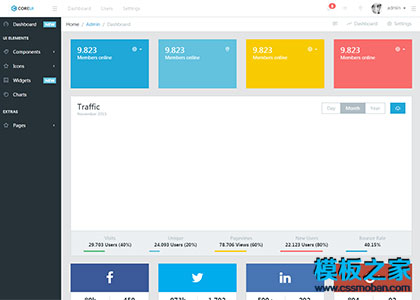 COREUI
Dashboard Users Settings
8 admin
Dashboard NEW
Home / Admin / Dashboard
Dashboard Settings
UI ELEMENTS
Components
Icons
Widgets NEW
Charts
EXTRAS
Pages
9.823 9.823 9.823 9.823
Members online Members online Members online Members online
Traffic
November 2015
Day Month Year
Visits Unique Pageviews New Users Bounce Rate
29.703 Users (40%) 24.093 Users (20%) 78.706 Views (60%) 22.123 Users (80%) 40.15%
模板之家
www.cssmoban.com